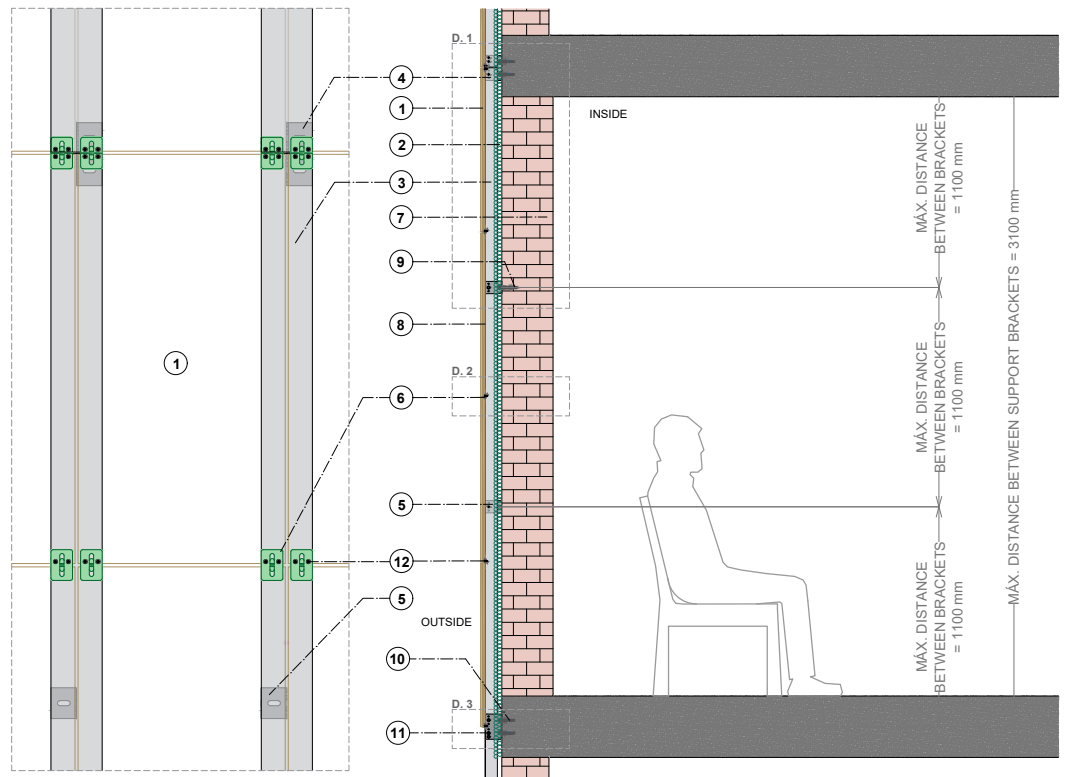 D. 1
4
1
INSIDE
2
3
7
9
8
1
D. 2
6
5
12
5
OUTSIDE
10
D. 3
11
MÁX. DISTANCE
BETWEEN BRACKETS
= 1100 mm
MÁX. DISTANCE
BETWEEN BRACKETS
= 1100 mm
MÁX. DISTANCE
BETWEEN BRACKETS
= 1100 mm
MÁX. DISTANCE BETWEEN SUPPORT BRACKETS = 3100 mm